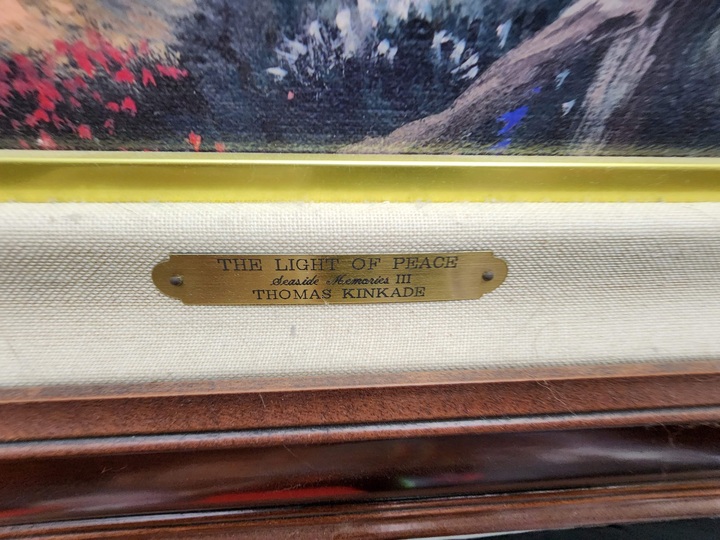 THE LIGHT OF PEACE
Seaside Memories III
THOMAS KINKADE